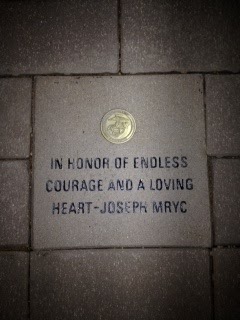 IN HONOR OF ENDLESS
COURAGE AND A LOVING
HEART-JOSEPH MRYC